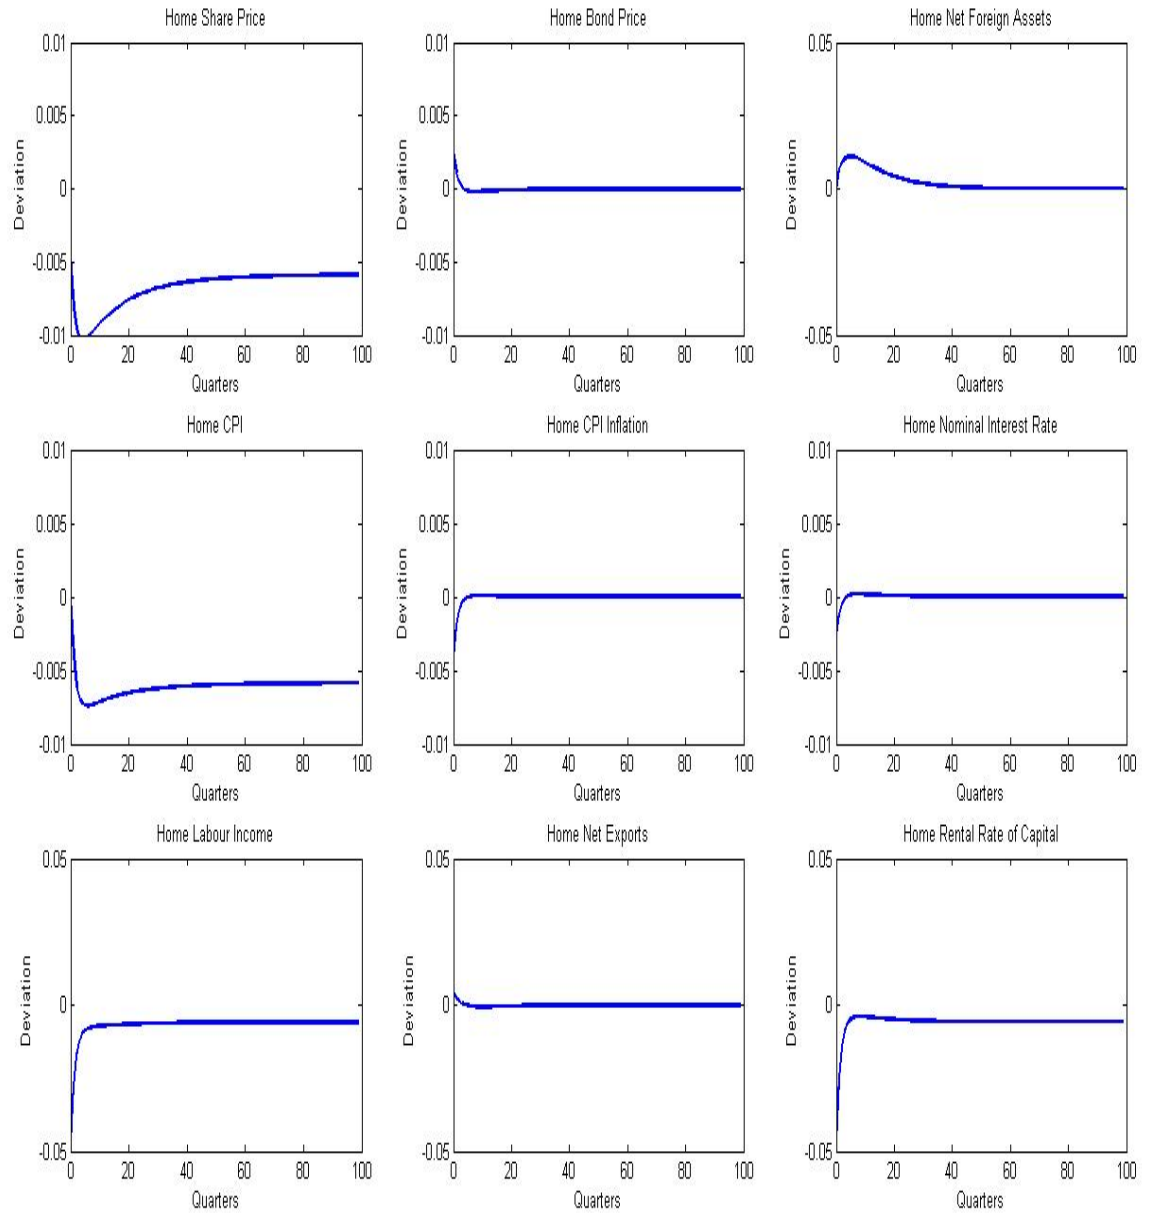 Home Share Price
Home Bond Price
Home Net Foreign Assets
0.01
0.005
0
-0.005
-0.01
Deviation
0 20 40 60 80 100
Quarters
0.01
0.005
0
-0.005
-0.01
Deviation
0 20 40 60 80 100
Quarters
0.05
0
-0.05
Deviation
0 20 40 60 80 100
Quarters
Home CPI
Home CPI Inflation
Home Nominal Interest Rate
0.01
0.005
0
-0.005
-0.01
Deviation
0 20 40 60 80 100
Quarters
0.01
0.005
0
-0.005
-0.01
Deviation
0 20 40 60 80 100
Quarters
0.01
0.005
0
-0.005
-0.01
Deviation
0 20 40 60 80 100
Quarters
Home Labour Income
Home Net Exports
Home Rental Rate of Capital
0.05
0
-0.05
Deviation
0 20 40 60 80 100
Quarters
0.05
0
-0.05
Deviation
0 20 40 60 80 100
Quarters
0.05
0
-0.05
Deviation
0 20 40 60 80 100
Quarters